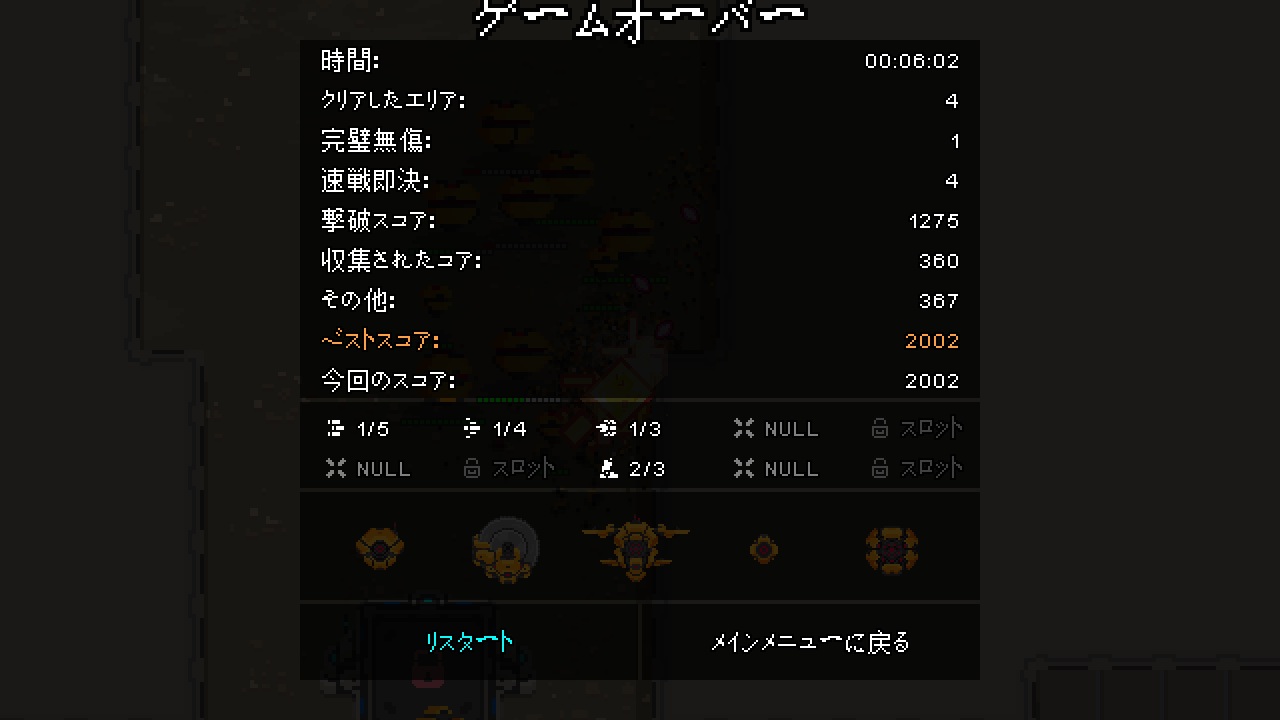 ゲームオーバー
時間: 00:06:02
クリアしたエリア: 4
完璧無傷: 1
速戦即決: 4
撃破スコア: 1275
収集されたコア: 360
その他: 367
ベストスコア: 2002
今回のスコア: 2002
1/5 1/4 1/3 NULL スロット
NULL スロット 2/3 NULL スロット
リスタート メインメニューに戻る